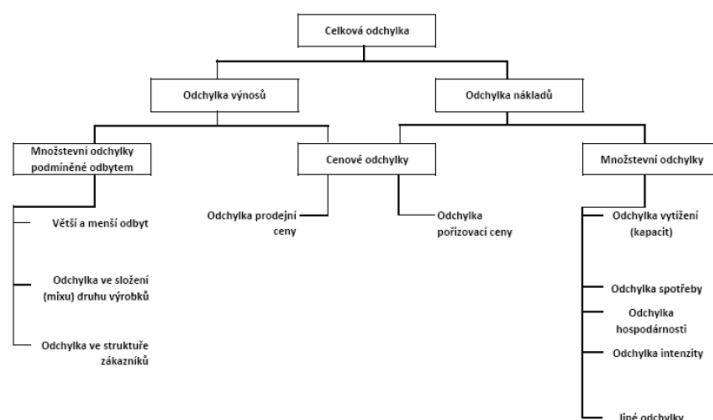 Celková odchylka
Odchylka výnosů
Odchylka nákladů
Množstevní odchylky
podmíněné odbytem
Cenové odchylky
Množstevní odchylky
Větší a menší odbyt
Odchylka ve složení
(mixu) druhu výrobků
Odchylka ve struktuře
zákazníků
Odchylka prodejní
ceny
Odchylka
pořizovací ceny
Odchylka vytížení
(kapacit)
Odchylka spotřeby
Odchylka
hospodárnosti
Odchylka intenzity
Jiné odchylky